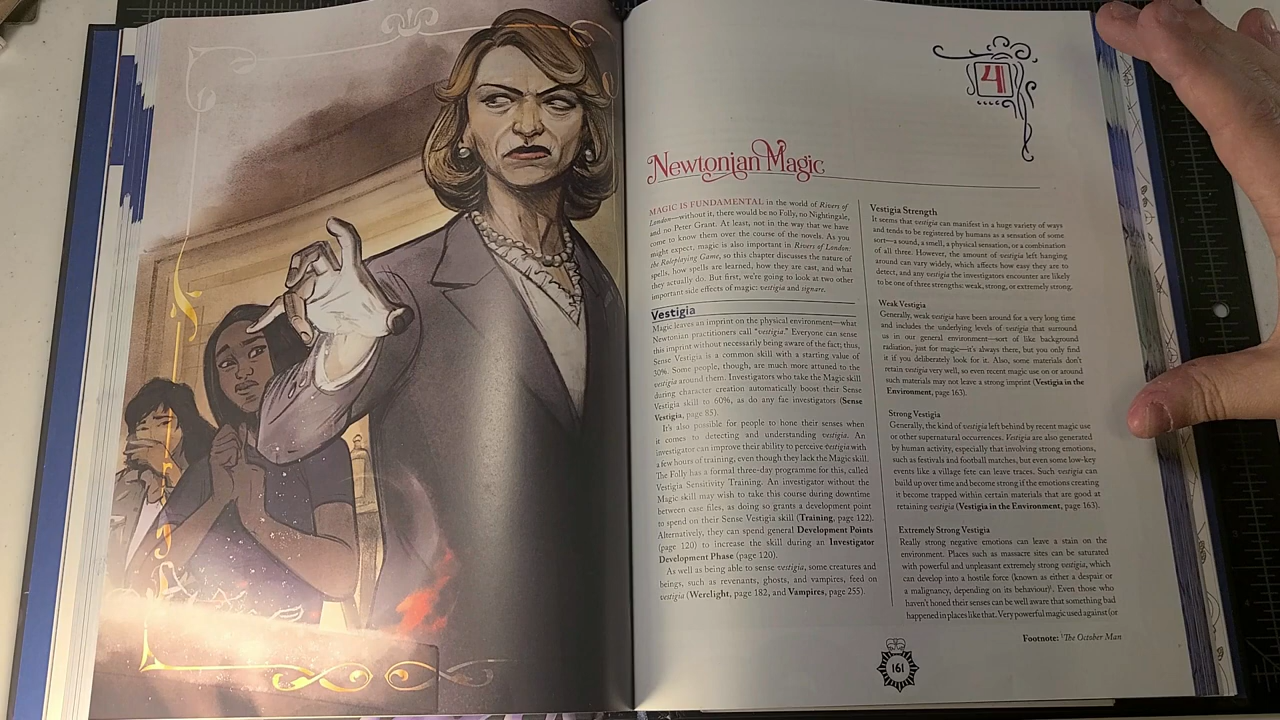 4
Newtonian Magic
MAGIC IS FUNDAMENTAL in the world of Rivers of
London—without it, there would be no Folly, no Nightingale,
and no Peter Grant. At least, not in the way that we have
come to know them over the course of the novels. As you
might expect, magic is also important in Rivers of London:
the Roleplaying Game, so this chapter discusses the nature of
spells, how spells are learned, how they are cast, and what
they actually do. But first, we're going to look at two other
important side effects of magic: vestigia and signare.
Vestigia
Magic leaves an imprint on the physical environment—what
Newtonian practitioners call "vestigia." Everyone can sense
this imprint without necessarily being aware of the fact; thus,
Sense Vestigia is a common skill with a starting value of
30%. Some people, though, are much more attuned to the
vestigia around them. Investigators who take the Magic skill
during character creation automatically boost their Sense
Vestigia skill to 60%, as do any fae investigators (Sense
Vestigia, page 85).
It's also possible for people to hone their senses when
it comes to detecting and understanding vestigia. An
investigator can improve their ability to perceive vestigia with
a few hours of training, even though they lack the Magic skill.
The Folly has a formal three-day programme for this, called
Vestigia Sensitivity Training. An investigator without the
Magic skill may wish to take this course during downtime
between case files, as doing so grants a development point
to spend on their Sense Vestigia skill (Training, page 122).
Alternatively, they can spend general Development Points
(page 120) to increase the skill during an Investigator
Development Phase (page 120).
As well as being able to sense vestigia, some creatures and
beings, such as revenants, ghosts, and vampires, feed on
vestigia (Werelight, page 182, and Vampires, page 255).
Vestigia Strength
It seems that vestigia can manifest in a huge variety of ways
and tends to be registered by humans as a sensation of some
sort—a sound, a smell, a physical sensation, or a combination
of all three. However, the amount of vestigia left hanging
around can vary widely, which affects how easy they are to
detect, and any vestigia the investigators encounter are likely
to be one of three strengths: weak, strong, or extremely strong.
Weak Vestigia
Generally, weak vestigia have been around for a very long time
and includes the underlying levels of vestigia that surround
us in our general environment—sort of like background
radiation, just for magic—it's always there, but you only find
it if you deliberately look for it. Also, some materials don't
retain vestigia very well, so even recent magic use on or around
such materials may not leave a strong imprint (Vestigia in the
Environment, page 163).
Strong Vestigia
Generally, the kind of vestigia left behind by recent magic use
or other supernatural occurrences. Vestigia are also generated
by human activity, especially that involving strong emotions,
such as festivals and football matches, but even some low-key
events like a village fete can leave traces. Such vestigia can
build up over time and become strong if the emotions creating
it become trapped within certain materials that are good at
retaining vestigia (Vestigia in the Environment, page 163).
Extremely Strong Vestigia
Really strong negative emotions can leave a stain on the
environment. Places such as massacre sites can be saturated
with powerful and unpleasant extremely strong vestigia, which
can develop into a hostile force (known as either a despair or
a malignancy, depending on its behaviour)¹. Even those who
haven't honed their senses can be well aware that something bad
happened in places like that. Very powerful magic used against (or
Footnote: ¹The October Man
161